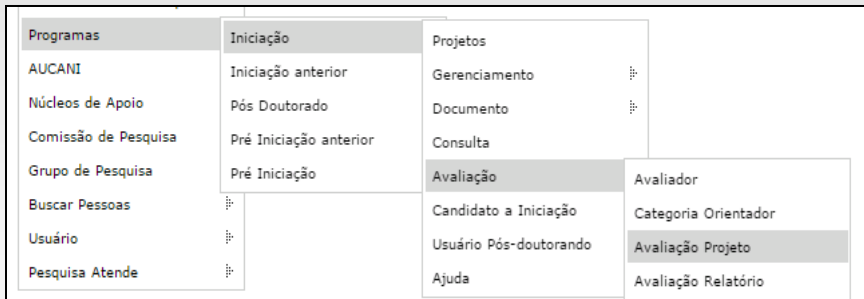 Programas
AUCANI
Núcleos de Apoio
Comissão de Pesquisa
Grupo de Pesquisa
Buscar Pessoas
Usuário
Pesquisa Atende
Iniciação
Iniciação anterior
Pós Doutorado
Pré Iniciação anterior
Pré Iniciação
Projetos
Gerenciamento
Documento
Consulta
Avaliação
Candidato a Iniciação
Usuário Pós-doutorando
Ajuda
Avaliador
Categoria Orientador
Avaliação Projeto
Avaliação Relatório